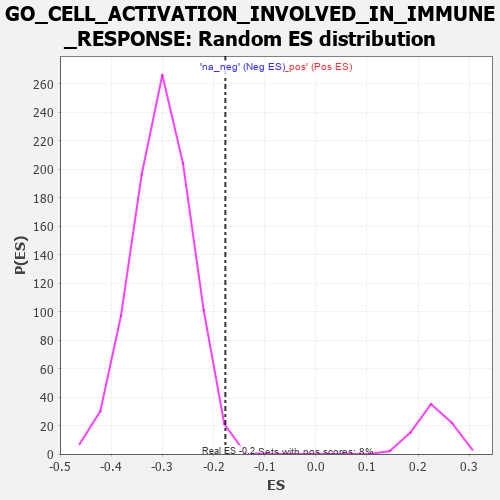 GO_CELL_ACTIVATION_INVOLVED_IN_IMMUNE
_RESPONSE: Random ES distribution
'na_neg' (Neg ES)_pos' (Pos ES)
260
240
220
200
180
160
140
120
100
80
60
40
20
0
P(ES)
Real ES -0.2 Sets with pos scores: 8%
-0.5 -0.4 -0.3 -0.2 -0.1 0.0 0.1 0.2 0.3
ES